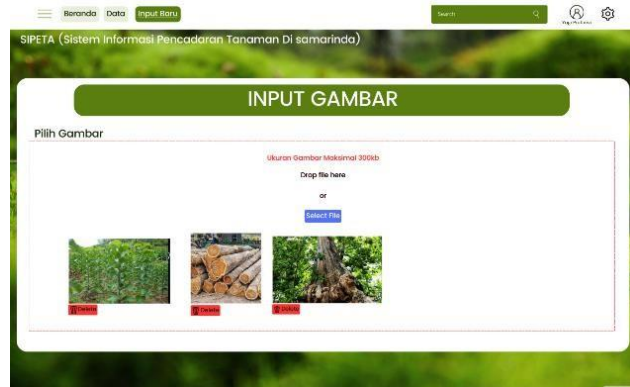 Beranda Data Input Baru Search
SIPETA (Sistem Informasi Pencadaran Tanaman Di samarinda)
INPUT GAMBAR
Pilih Gambar
Ukuran Gambar Maksimal 300kb
Drop file here
or
Select File
Delete Delete Delete